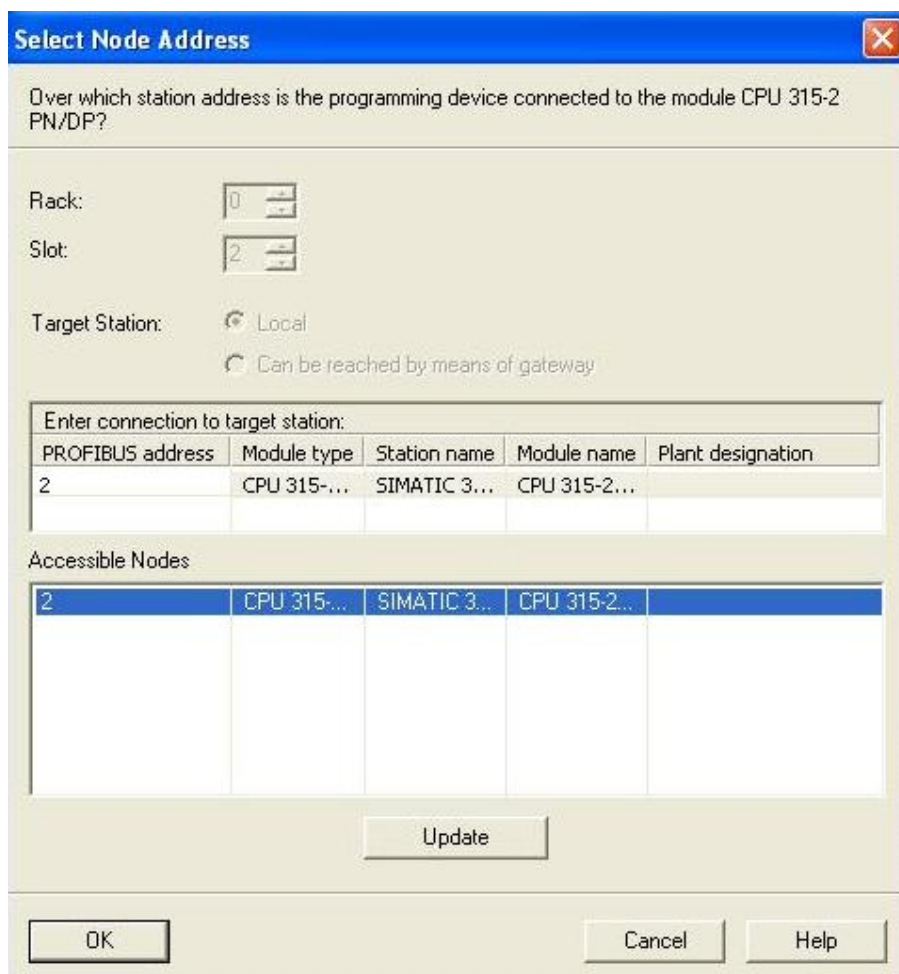 Select Node Address
Over which station address is the programming device connected to the module CPU 315-2
PN/DP?
Rack: 0
Slot: 2
Target Station: Local
Can be reached by means of gateway
Enter connection to target station:
PROFIBUS address Module type Station name Module name Plant designation
2 CPU 315-... SIMATIC 3... CPU 315-2...
Accessible Nodes
2 CPU 315-... SIMATIC 3... CPU 315-2...
Update
OK Cancel Help